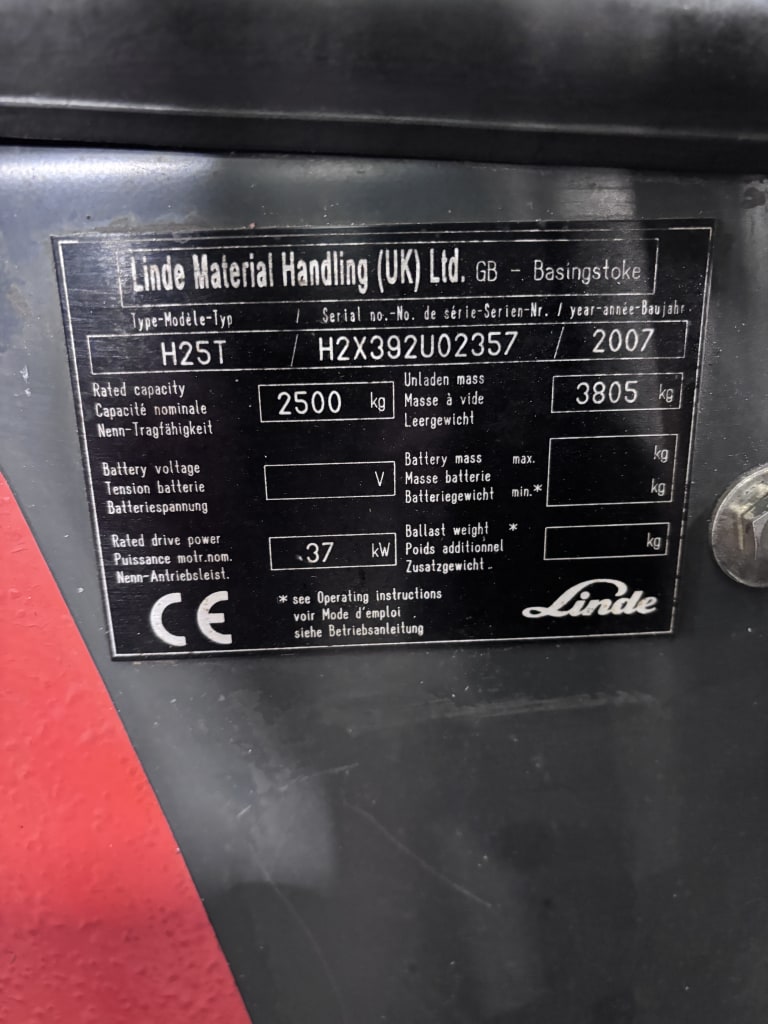 Linde Material Handling (UK) Ltd. GB - Basingstoke
Type-Modèle-Typ / Serial no.-No. de série-Serien-Nr. / year-année-Baujahr
H25T / H2X392U02357 / 2007
Rated capacity
Capacité nominale
Nenn-Tragfähigkeit
2500 kg
Unladen mass
Masse à vide
Leergewicht
3805 kg
Battery voltage
Tension batterie
Batteriespannung
V
Battery mass max. kg
Masse batterie
Batteriegewicht min.* kg
Rated drive power
Puissance motr.nom.
Nenn-Antriebsleist.
37 kW
Ballast weight *
Poids additionnel
Zusatzgewicht
kg
CE
* see Operating instructions
voir Mode d'emploi
siehe Betriebsanleitung
Linde